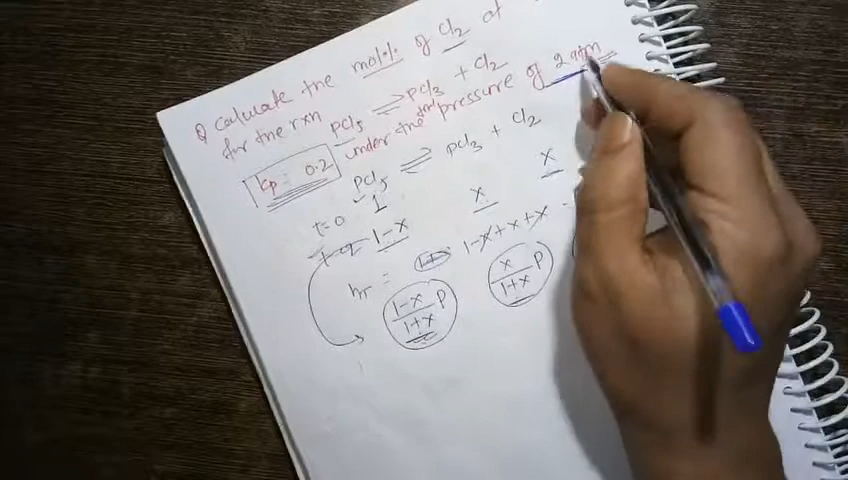 Q Calculate the mol% of Cl2 at
for the rxn PCl5 ⇌ PCl3 + Cl2
under the std pressure of 2 atm
Kp = 0.2
PCl5 ⇌ PCl3 + Cl2
t=0 1
1-x x x
nT = 1-x+x+x
1-x/1+x P x/1+x P